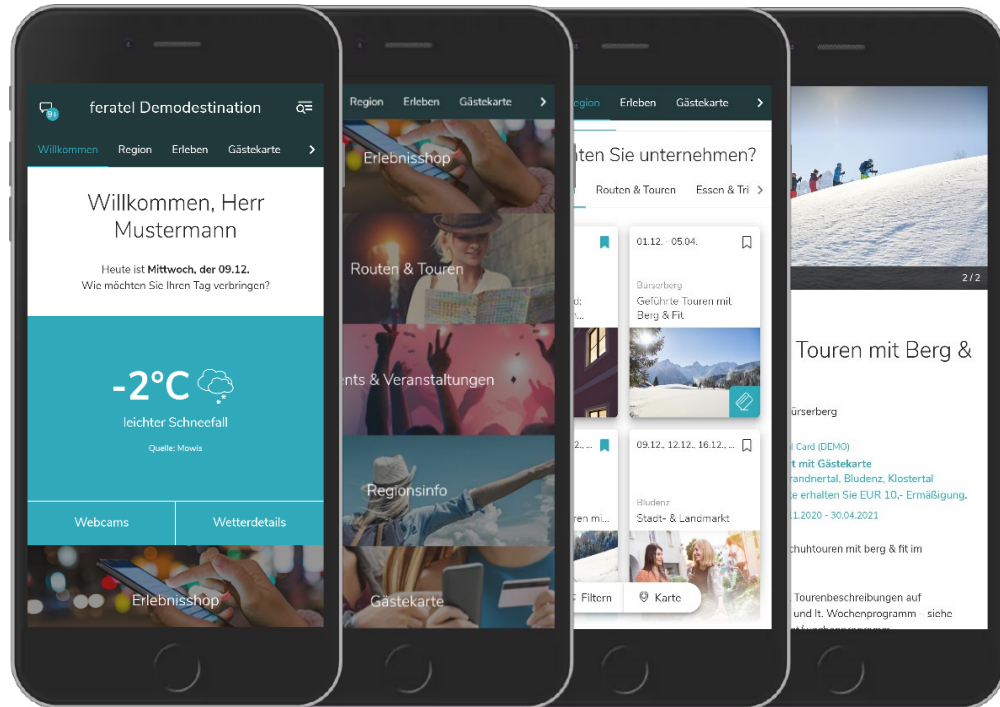 feratel Demodestination
Willkommen Region Erleben Gästekarte
Willkommen, Herr
Mustermann
Heute ist Mittwoch, der 09.12.
Wie möchten Sie Ihren Tag verbringen?
-2°C
leichter Schneefall
Quelle: Mowis
Webcams Wetterdetails
Erlebnisshop
Region Erleben Gästekarte
Erlebnisshop
Routen & Touren
nts & Veranstaltungen
Regionsinfo
Gästekarte
egion Erleben Gästekarte
hten Sie unternehmen?
Routen & Touren Essen & Tri
01.12. - 05.04.
Bürserberg
d: Geführte Touren mit
Berg & Fit
2., ... 09.12., 12.12., 16.12., ...
Bludenz
ren mi... Stadt- & Landmarkt
Filtern Karte
2/2
Touren mit Berg &
ürserberg
l Card (DEMO)
t mit Gästekarte
randnertal, Bludenz, Klostertal
te erhalten Sie EUR 10,- Ermäßigung.
11.2020 - 30.04.2021
chuhtouren mit berg & fit im
Tourenbeschreibungen auf
und lt. Wochenprogramm – siehe